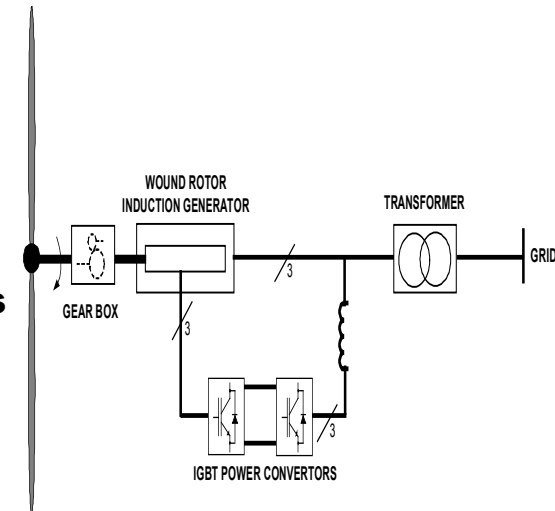 WOUND ROTOR
INDUCTION GENERATOR
TRANSFORMER
3
GRID
s
GEAR BOX
3
3
IGBT POWER CONVERTORS